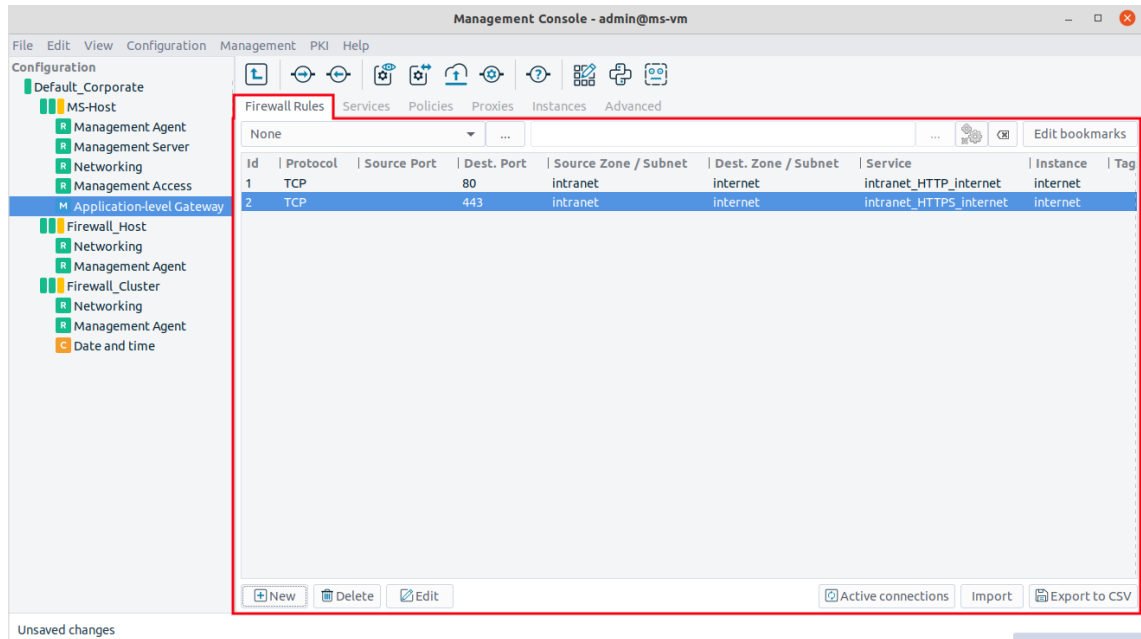 Management Console - admin@ms-vm
File Edit View Configuration Management PKI Help
Configuration
Default_Corporate
MS-Host
R Management Agent
R Management Server
R Networking
R Management Access
M Application-level Gateway
Firewall_Host
R Networking
R Management Agent
Firewall_Cluster
R Networking
R Management Agent
C Date and time
Firewall Rules Services Policies Proxies Instances Advanced
None ... ... Edit bookmarks
Id | Protocol | Source Port | Dest. Port | Source Zone / Subnet | Dest. Zone / Subnet | Service | Instance | Tag
1 TCP 80 intranet internet intranet_HTTP_internet internet
2 TCP 443 intranet internet intranet_HTTPS_internet internet
New Delete Edit Active connections Import Export to CSV
Unsaved changes